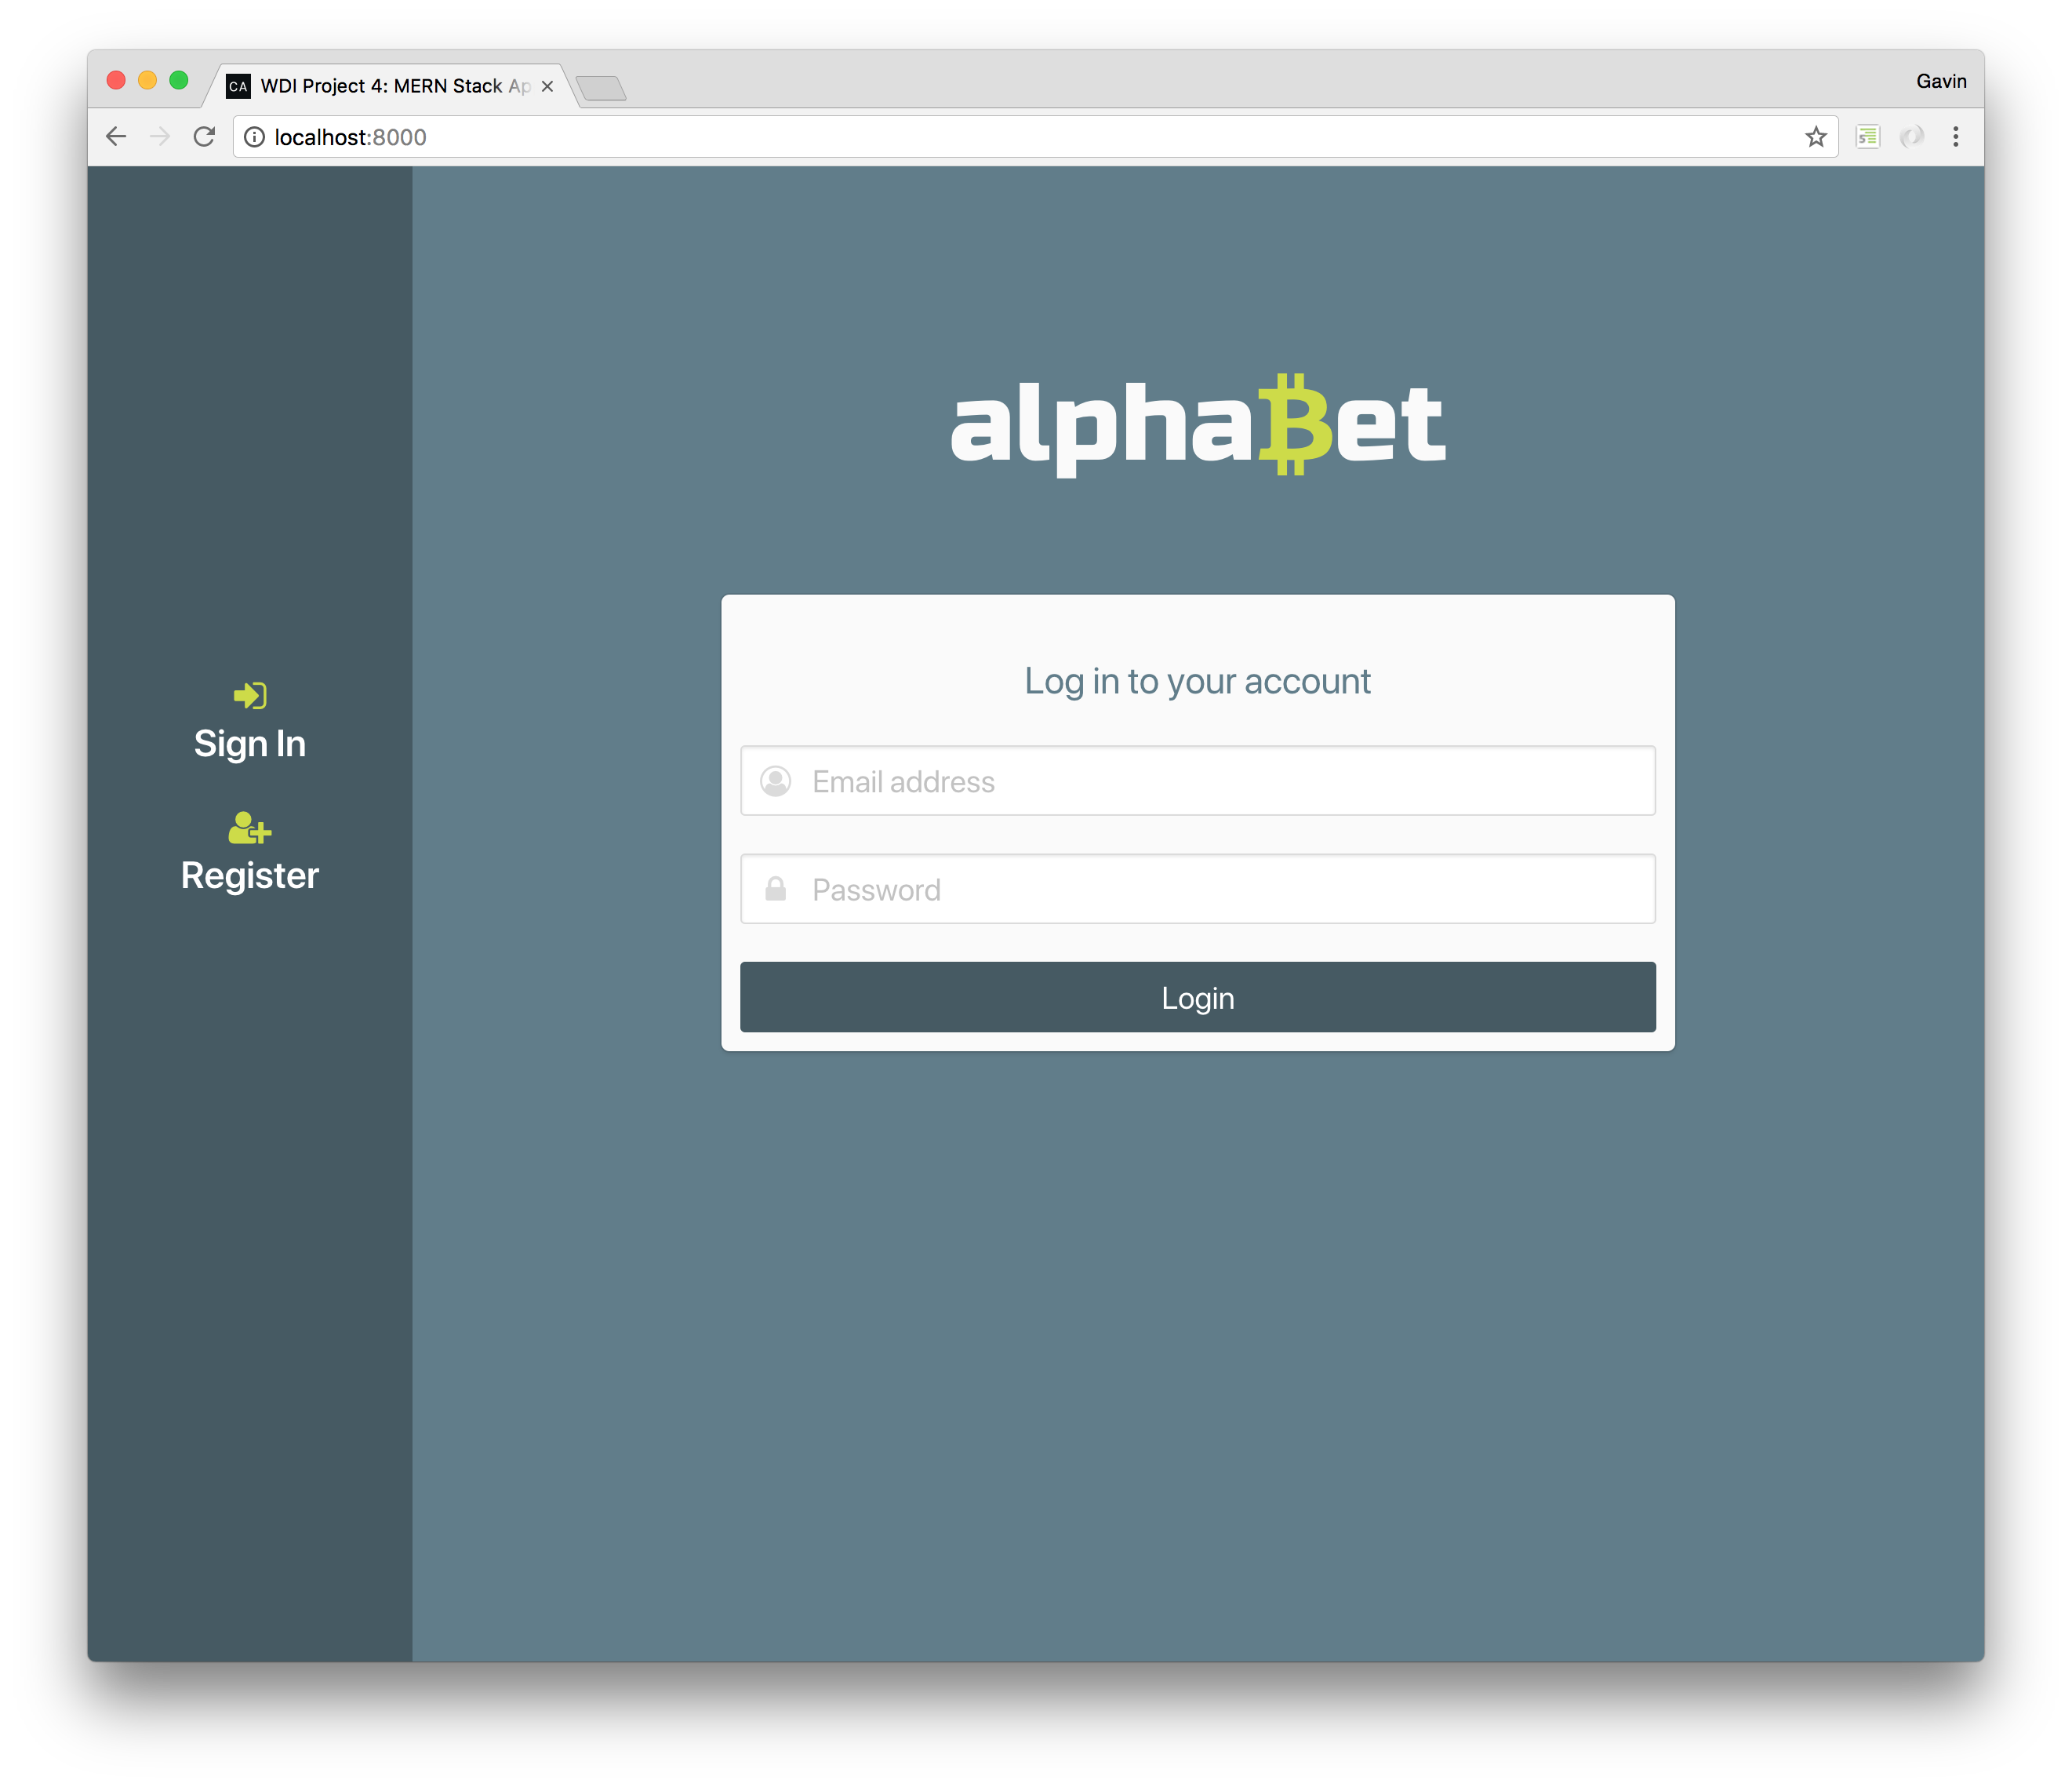 CA WDI Project 4: MERN Stack Ap
Gavin
localhost:8000
alphaBet
Sign In
Register
Log in to your account
Email address
Password
Login